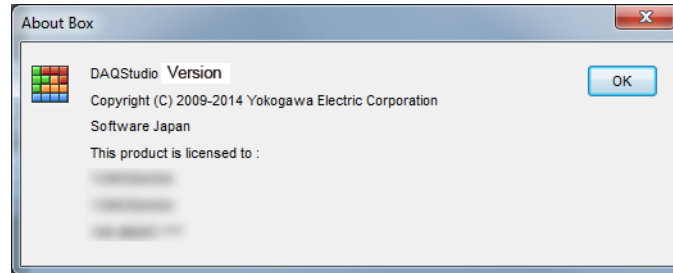 About Box
DAQStudio Version
OK
Copyright (C) 2009-2014 Yokogawa Electric Corporation
Software Japan
This product is licensed to :